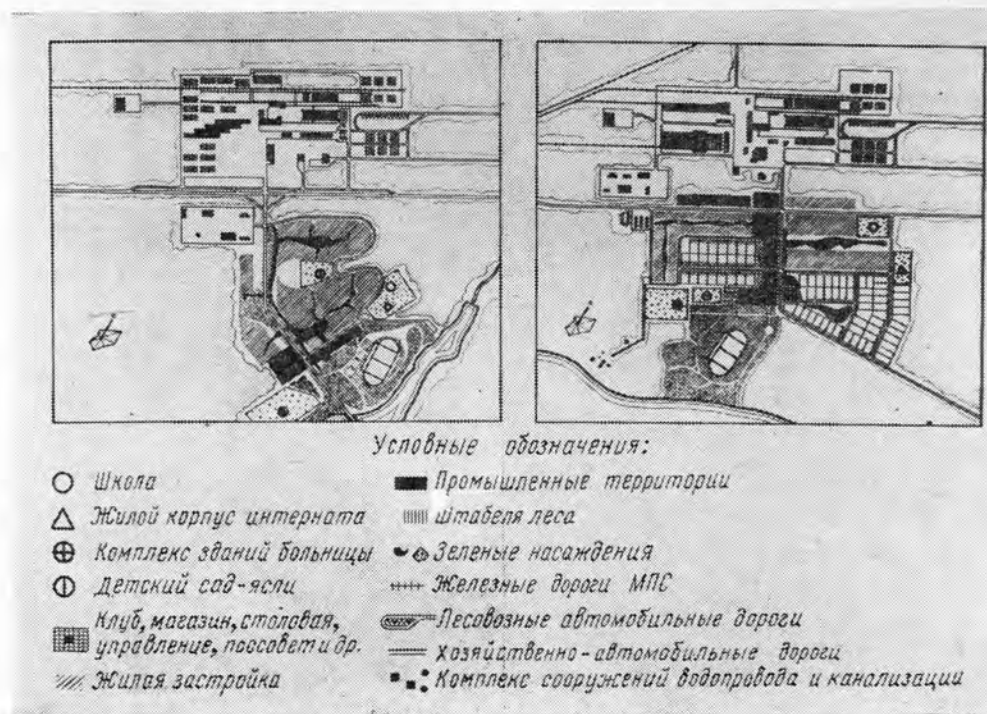 Условные обозначения:
Школа
Жилой корпус интерната
Комплекс зданий больницы
Детский сад-ясли
Клуб, магазин, столовая,
управление, поссовет и др.
Жилая застройка
Промышленные территории
Штабеля леса
Зеленые насаждения
Железные дороги МПС
Лесовозные автомобильные дороги
Хозяйственно-автомобильные дороги
Комплекс сооружений водопровода и канализации